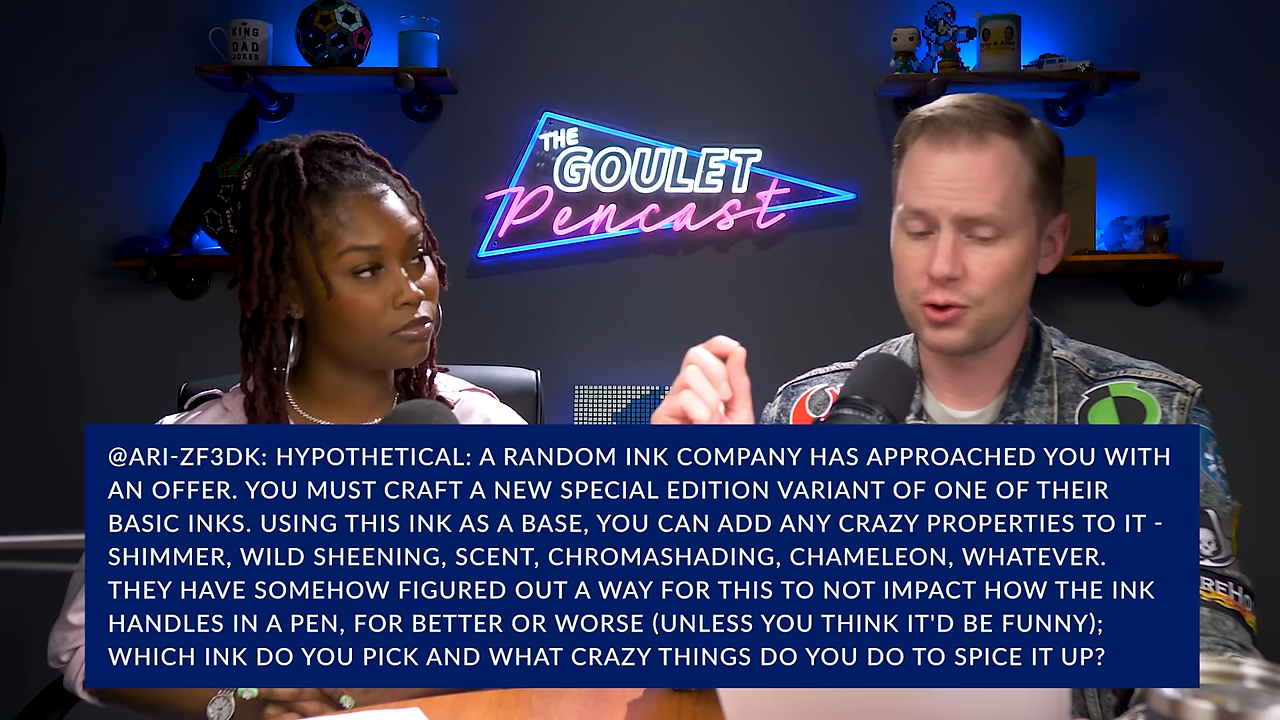 KING
OF
DAD
JOKES
THE
GOULET
Pencast
@ARI-ZF3DK: HYPOTHETICAL: A RANDOM INK COMPANY HAS APPROACHED YOU WITH
AN OFFER. YOU MUST CRAFT A NEW SPECIAL EDITION VARIANT OF ONE OF THEIR
BASIC INKS. USING THIS INK AS A BASE, YOU CAN ADD ANY CRAZY PROPERTIES TO IT -
SHIMMER, WILD SHEENING, SCENT, CHROMASHADING, CHAMELEON, WHATEVER.
THEY HAVE SOMEHOW FIGURED OUT A WAY FOR THIS TO NOT IMPACT HOW THE INK
HANDLES IN A PEN, FOR BETTER OR WORSE (UNLESS YOU THINK IT'D BE FUNNY);
WHICH INK DO YOU PICK AND WHAT CRAZY THINGS DO YOU DO TO SPICE IT UP?